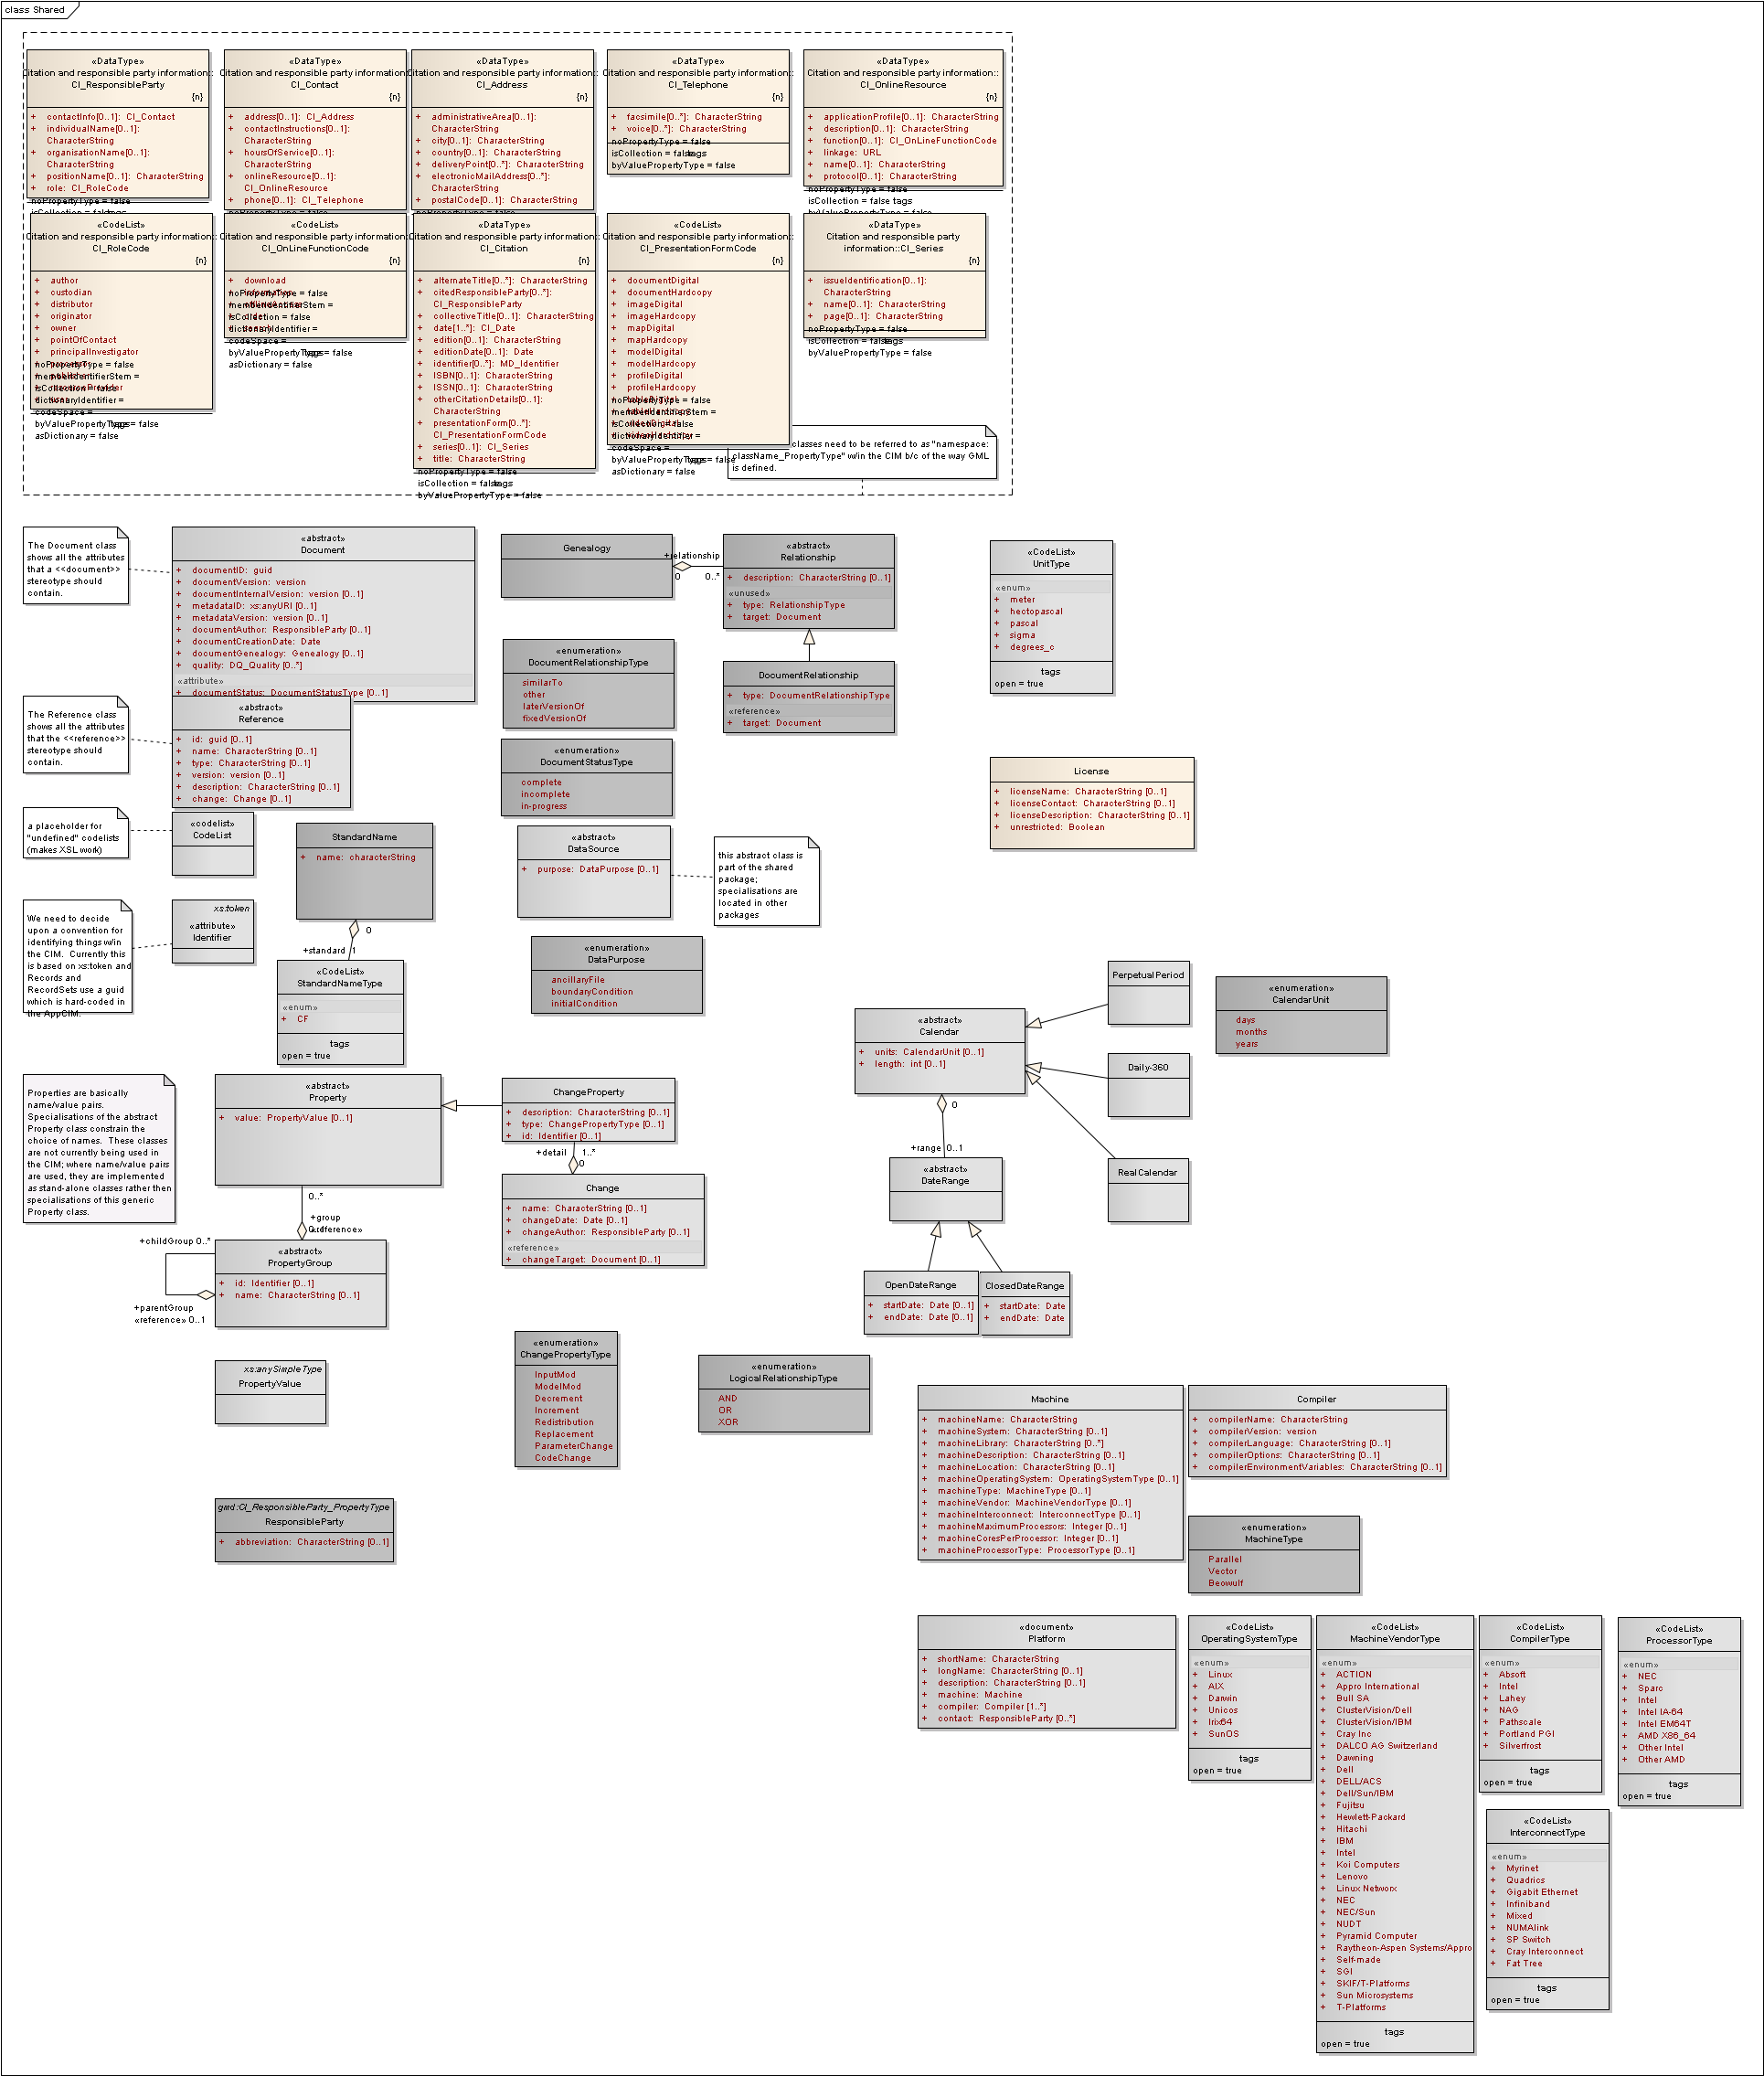 class Shared
«DataType»
Citation and responsible party information::
CI_ResponsibleParty
{n}
+ contactInfo[0..1]: CI_Contact
+ individualName[0..1]:
CharacterString
+ organisationName[0..1]:
CharacterString
+ positionName[0..1]: CharacterString
+ role: CI_RoleCode
noPropertyType = false
isCollection = false
tags
«DataType»
Citation and responsible party information::
CI_Contact
{n}
+ address[0..1]: CI_Address
+ contactInstructions[0..1]:
CharacterString
+ hoursOfService[0..1]:
CharacterString
+ onlineResource[0..1]:
CI_OnlineResource
+ phone[0..1]: CI_Telephone
noPropertyType = false
«DataType»
Citation and responsible party information::
CI_Address
{n}
+ administrativeArea[0..1]:
CharacterString
+ city[0..1]: CharacterString
+ country[0..1]: CharacterString
+ deliveryPoint[0..*]: CharacterString
+ electronicMailAddress[0..*]:
CharacterString
+ postalCode[0..1]: CharacterString
noPropertyType = false
«DataType»
Citation and responsible party information::
CI_Telephone
{n}
+ facsimile[0..*]: CharacterString
+ voice[0..*]: CharacterString
noPropertyType = false
isCollection = false
tags
byValuePropertyType = false
«DataType»
Citation and responsible party information::
CI_OnlineResource
{n}
+ applicationProfile[0..1]: CharacterString
+ description[0..1]: CharacterString
+ function[0..1]: CI_OnLineFunctionCode
+ linkage: URL
+ name[0..1]: CharacterString
+ protocol[0..1]: CharacterString
noPropertyType = false
isCollection = false tags
byValuePropertyType = false
«CodeList»
Citation and responsible party information::
CI_RoleCode
{n}
+ author
+ custodian
+ distributor
+ originator
+ owner
+ pointOfContact
+ principalInvestigator
noPropertyType = false
memberIdentifierStem =
isCollection = false
dictionaryIdentifier =
codeSpace =
byValuePropertyType = false
tags
asDictionary = false
«CodeList»
Citation and responsible party information::
CI_OnLineFunctionCode
{n}
+ download
noPropertyType = false
memberIdentifierStem =
isCollection = false
dictionaryIdentifier =
codeSpace =
byValuePropertyType = false
tags
asDictionary = false
«DataType»
Citation and responsible party information::
CI_Citation
{n}
+ alternateTitle[0..*]: CharacterString
+ citedResponsibleParty[0..*]:
CI_ResponsibleParty
+ collectiveTitle[0..1]: CharacterString
+ date[1..*]: CI_Date
+ edition[0..1]: CharacterString
+ editionDate[0..1]: Date
+ identifier[0..*]: MD_Identifier
+ ISBN[0..1]: CharacterString
+ ISSN[0..1]: CharacterString
+ otherCitationDetails[0..1]:
CharacterString
+ presentationForm[0..*]:
CI_PresentationFormCode
+ series[0..1]: CI_Series
+ title: CharacterString
noPropertyType = false
isCollection = false
tags
byValuePropertyType = false
«CodeList»
Citation and responsible party information::
CI_PresentationFormCode
{n}
+ documentDigital
+ documentHardcopy
+ imageDigital
+ imageHardcopy
+ mapDigital
+ mapHardcopy
+ modelDigital
+ modelHardcopy
+ profileDigital
+ profileHardcopy
noPropertyType = false
memberIdentifierStem =
isCollection = false
dictionaryIdentifier =
codeSpace =
byValuePropertyType = false
tags
asDictionary = false
«DataType»
Citation and responsible party
information::CI_Series
{n}
+ issueIdentification[0..1]:
CharacterString
+ name[0..1]: CharacterString
+ page[0..1]: CharacterString
noPropertyType = false
isCollection = false
tags
byValuePropertyType = false
classes need to be referred to as "namespace:
className_PropertyType" w/in the CIM b/c of the way GML
is defined.
The Document class
shows all the attributes
that a <<document>>
stereotype should
contain.
«abstract»
Document
+ documentID: guid
+ documentVersion: version
+ documentInternalVersion: version [0..1]
+ metadataID: xs:anyURI [0..1]
+ metadataVersion: version [0..1]
+ documentAuthor: ResponsibleParty [0..1]
+ documentCreationDate: Date
+ documentGenealogy: Genealogy [0..1]
+ quality: DQ_Quality [0..*]
«attribute»
+ documentStatus: DocumentStatusType [0..1]
Genealogy
+relationship
0
0..*
«abstract»
Relationship
+ description: CharacterString [0..1]
«unused»
+ type: RelationshipType
+ target: Document
«CodeList»
UnitType
«enum»
+ meter
+ hectopascal
+ pascal
+ sigma
+ degrees_c
tags
open = true
«enumeration»
DocumentRelationshipType
similarTo
other
laterVersionOf
fixedVersionOf
DocumentRelationship
+ type: DocumentRelationshipType
«reference»
+ target: Document
The Reference class
shows all the attributes
that the <<reference>>
stereotype should
contain.
«abstract»
Reference
+ id: guid [0..1]
+ name: CharacterString [0..1]
+ type: CharacterString [0..1]
+ version: version [0..1]
+ description: CharacterString [0..1]
+ change: Change [0..1]
«enumeration»
DocumentStatusType
complete
incomplete
in-progress
License
+ licenseName: CharacterString [0..1]
+ licenseContact: CharacterString [0..1]
+ licenseDescription: CharacterString [0..1]
+ unrestricted: Boolean
a placeholder for
"undefined" codelists
(makes XSL work)
«codelist»
CodeList
StandardName
+ name: characterString
0
+standard 1
«abstract»
DataSource
+ purpose: DataPurpose [0..1]
this abstract class is
part of the shared
package;
specialisations are
located in other
packages
We need to decide
upon a convention for
identifying things w/in
the CIM. Currently this
is based on xs:token and
Records and
RecordSets use a guid
which is hard-coded in
the AppCIM.
xs:token
«attribute»
Identifier
«CodeList»
StandardNameType
«enum»
+ CF
tags
open = true
«enumeration»
DataPurpose
ancillaryFile
boundaryCondition
initialCondition
«abstract»
Calendar
+ units: CalendarUnit [0..1]
+ length: int [0..1]
PerpetualPeriod
Daily-360
RealCalendar
«enumeration»
CalendarUnit
days
months
years
0
+range 0..1
«abstract»
DateRange
OpenDateRange
+ startDate: Date [0..1]
+ endDate: Date [0..1]
ClosedDateRange
+ startDate: Date
+ endDate: Date
Properties are basically
name/value pairs.
Specialisations of the abstract
Property class constrain the
choice of names. These classes
are not currently being used in
the CIM; where name/value pairs
are used, they are implemented
as stand-alone classes rather then
specialisations of this generic
Property class.
«abstract»
Property
+ value: PropertyValue [0..1]
0..*
+group
«reference»
ChangeProperty
+ description: CharacterString [0..1]
+ type: ChangePropertyType [0..1]
+ id: Identifier [0..1]
+detail 1..*
0
Change
+ name: CharacterString [0..1]
+ changeDate: Date [0..1]
+ changeAuthor: ResponsibleParty [0..1]
«reference»
+ changeTarget: Document [0..1]
+childGroup 0..*
«abstract»
PropertyGroup
+ id: Identifier [0..1]
+ name: CharacterString [0..1]
+parentGroup
«reference» 0..1
xs:anySimpleType
PropertyValue
«enumeration»
ChangePropertyType
InputMod
ModelMod
Decrement
Increment
Redistribution
Replacement
ParameterChange
CodeChange
«enumeration»
LogicalRelationshipType
AND
OR
XOR
gmd:CI_ResponsibleParty_PropertyType
ResponsibleParty
+ abbreviation: CharacterString [0..1]
Machine
+ machineName: CharacterString
+ machineSystem: CharacterString [0..1]
+ machineLibrary: CharacterString [0..*]
+ machineDescription: CharacterString [0..1]
+ machineLocation: CharacterString [0..1]
+ machineOperatingSystem: OperatingSystemType [0..1]
+ machineType: MachineType [0..1]
+ machineVendor: MachineVendorType [0..1]
+ machineInterconnect: InterconnectType [0..1]
+ machineMaximumProcessors: Integer [0..1]
+ machineCoresPerProcessor: Integer [0..1]
+ machineProcessorType: ProcessorType [0..1]
Compiler
+ compilerName: CharacterString
+ compilerVersion: version
+ compilerLanguage: CharacterString [0..1]
+ compilerOptions: CharacterString [0..1]
+ compilerEnvironmentVariables: CharacterString [0..1]
«enumeration»
MachineType
Parallel
Vector
Beowulf
«document»
Platform
+ shortName: CharacterString
+ longName: CharacterString [0..1]
+ description: CharacterString [0..1]
+ machine: Machine
+ compiler: Compiler [1..*]
+ contact: ResponsibleParty [0..*]
«CodeList»
OperatingSystemType
«enum»
+ Linux
+ AIX
+ Darwin
+ Unicos
+ Irix64
+ SunOS
tags
open = true
«CodeList»
MachineVendorType
«enum»
+ ACTION
+ Appro International
+ Bull SA
+ ClusterVision/Dell
+ ClusterVision/IBM
+ Cray Inc
+ DALCO AG Switzerland
+ Dawning
+ Dell
+ DELL/ACS
+ Dell/Sun/IBM
+ Fujitsu
+ Hewlett-Packard
+ Hitachi
+ IBM
+ Intel
+ Koi Computers
+ Lenovo
+ Linux Networx
+ NEC
+ NEC/Sun
+ NUDT
+ Pyramid Computer
+ Raytheon-Aspen Systems/Appro
+ Self-made
+ SGI
+ SKIF/T-Platforms
+ Sun Microsystems
+ T-Platforms
tags
open = true
«CodeList»
CompilerType
«enum»
+ Absoft
+ Intel
+ Lahey
+ NAG
+ Pathscale
+ Portland PGI
+ Silverfrost
tags
open = true
«CodeList»
ProcessorType
«enum»
+ NEC
+ Sparc
+ Intel
+ Intel IA-64
+ Intel EM64T
+ AMD X86_64
+ Other Intel
+ Other AMD
tags
open = true
«CodeList»
InterconnectType
«enum»
+ Myrinet
+ Quadrics
+ Gigabit Ethernet
+ Infiniband
+ Mixed
+ NUMAlink
+ SP Switch
+ Cray Interconnect
+ Fat Tree
tags
open = true